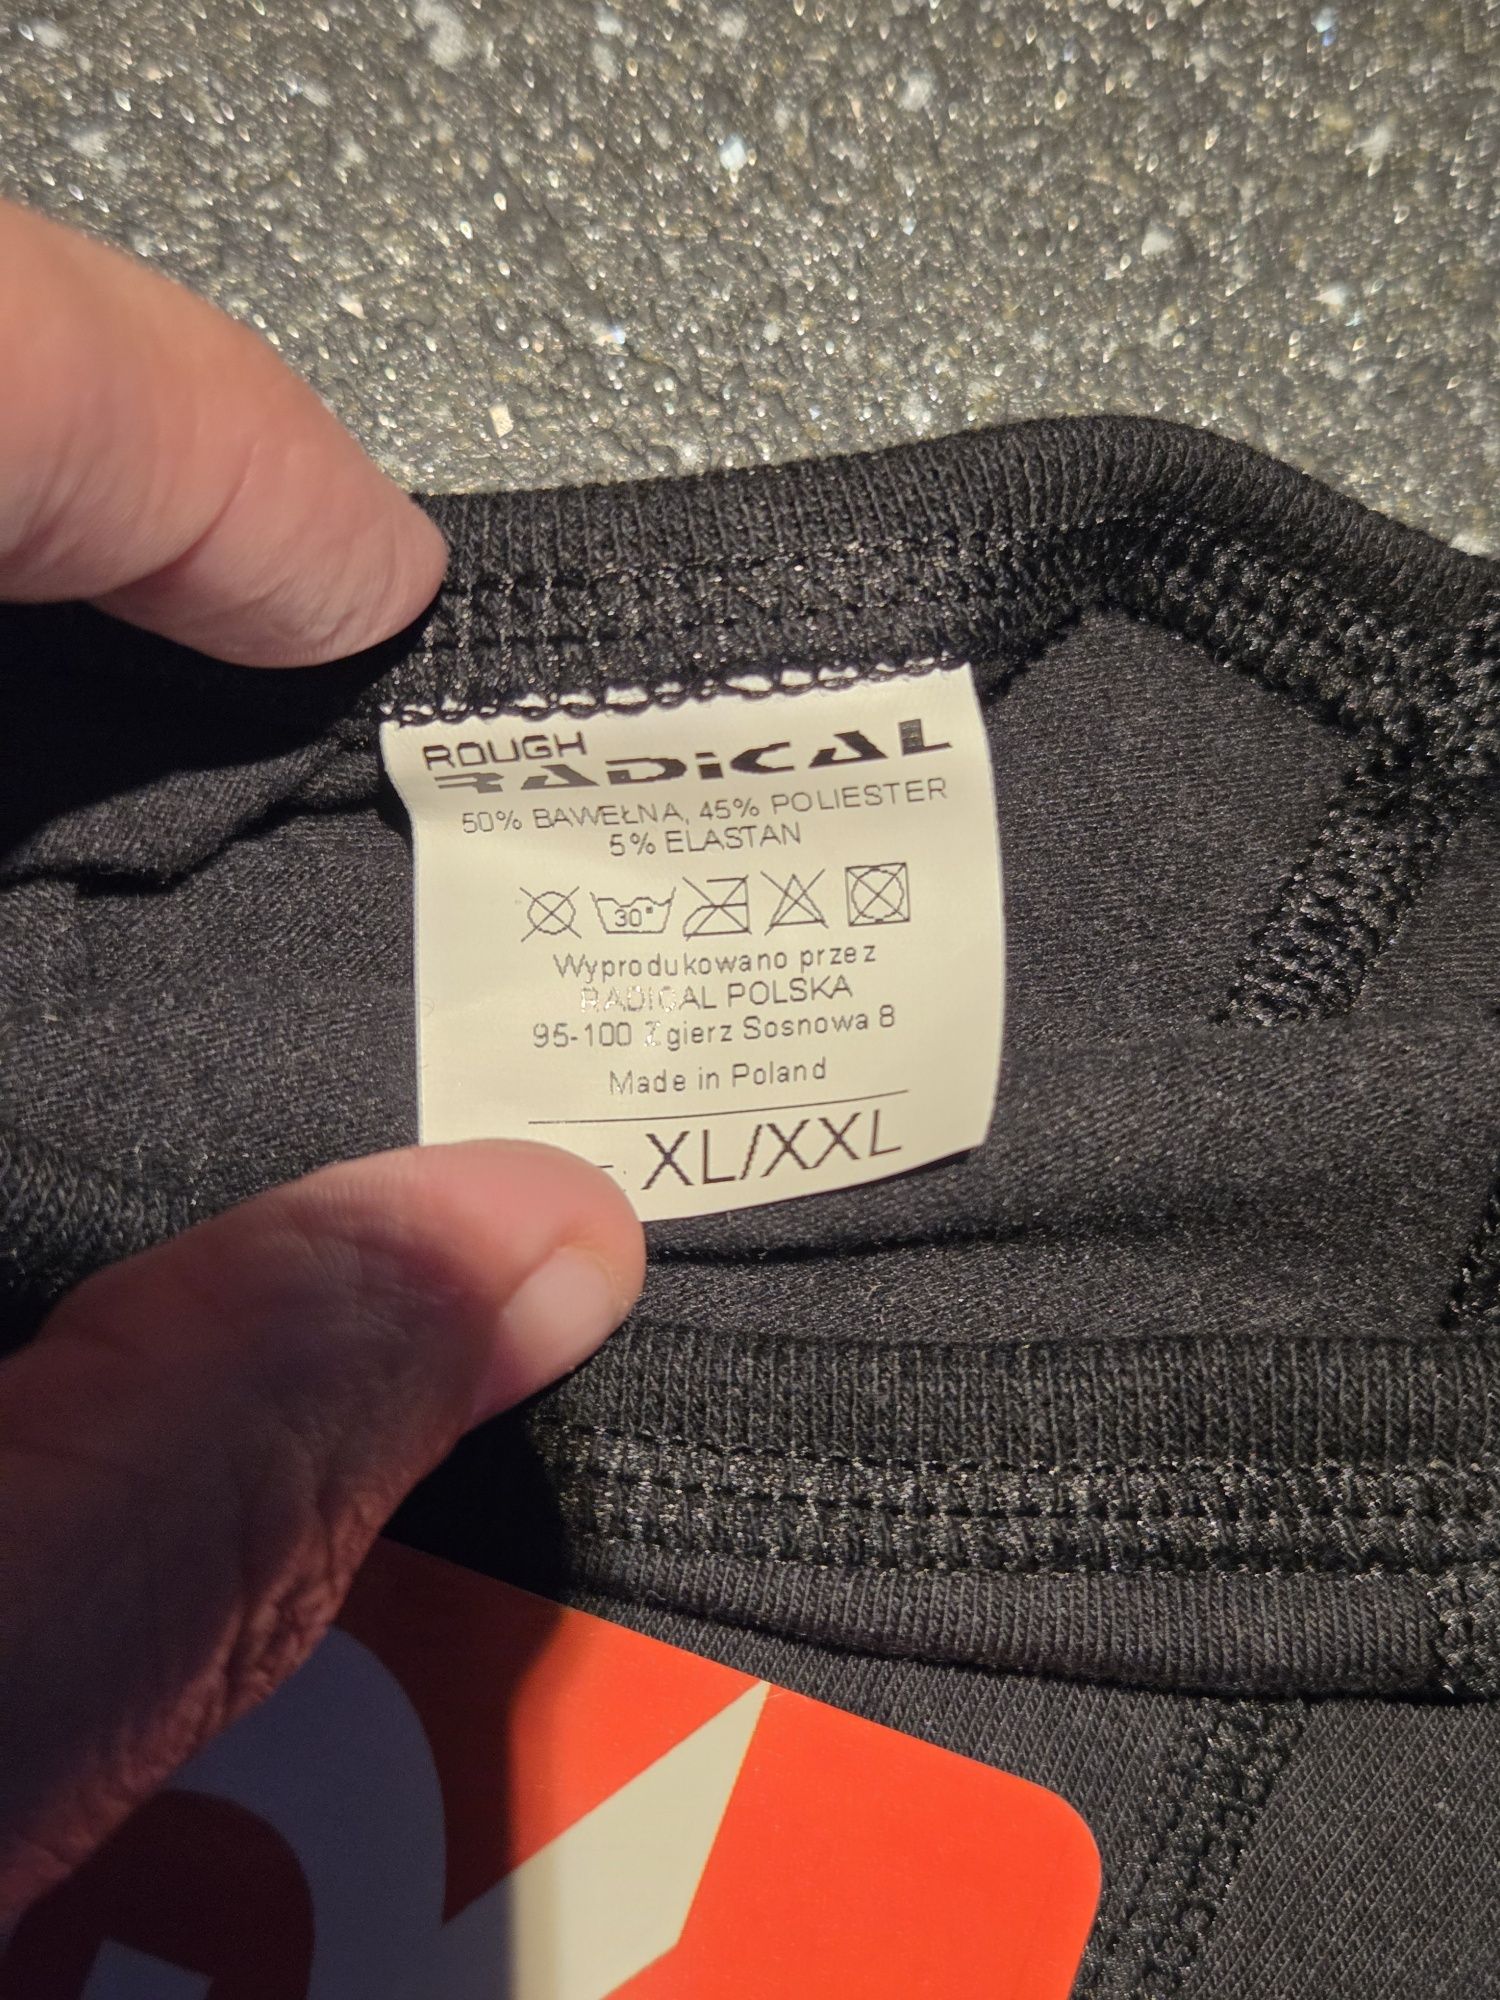 ROUGH
RADiCAL
50% BAWEŁNA, 45% POLIESTER
5% ELASTAN
30°
Wyprodukowano przez
RADICAL POLSKA
95-100 Zgierz Sosnowa 8
Made in Poland
XL/XXL